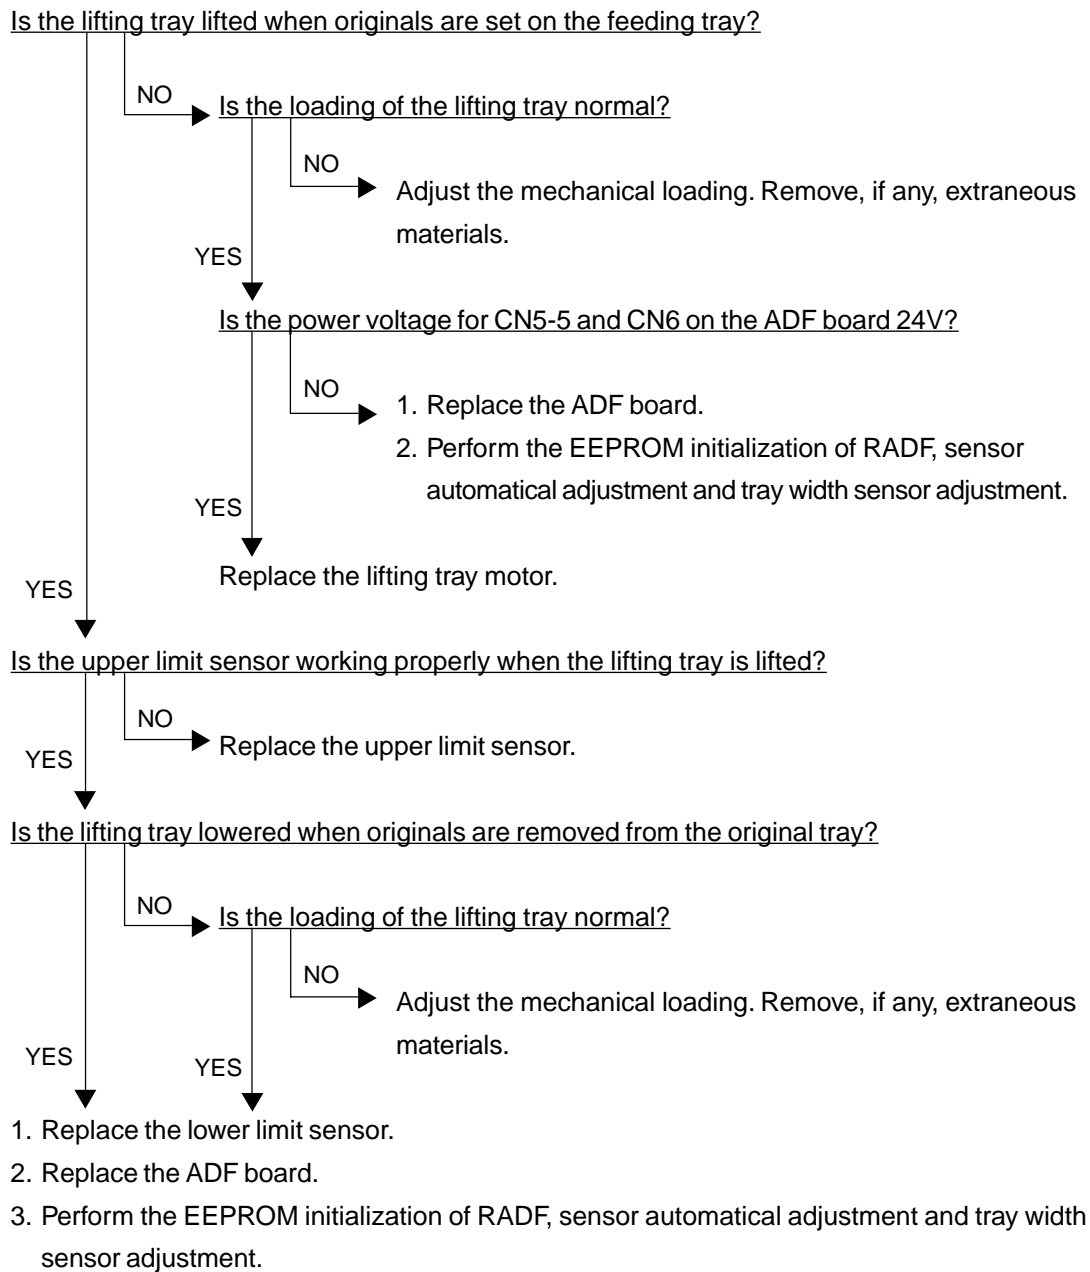 Is the lifting tray lifted when originals are set on the feeding tray?
NO
Is the loading of the lifting tray normal?
NO
Adjust the mechanical loading. Remove, if any, extraneous
materials.
YES
Is the power voltage for CN5-5 and CN6 on the ADF board 24V?
NO
1. Replace the ADF board.
2. Perform the EEPROM initialization of RADF, sensor
automatical adjustment and tray width sensor adjustment.
YES
Replace the lifting tray motor.
YES
Is the upper limit sensor working properly when the lifting tray is lifted?
NO
Replace the upper limit sensor.
YES
Is the lifting tray lowered when originals are removed from the original tray?
NO
Is the loading of the lifting tray normal?
NO
Adjust the mechanical loading. Remove, if any, extraneous
materials.
YES
YES
1. Replace the lower limit sensor.
2. Replace the ADF board.
3. Perform the EEPROM initialization of RADF, sensor automatical adjustment and tray width
sensor adjustment.